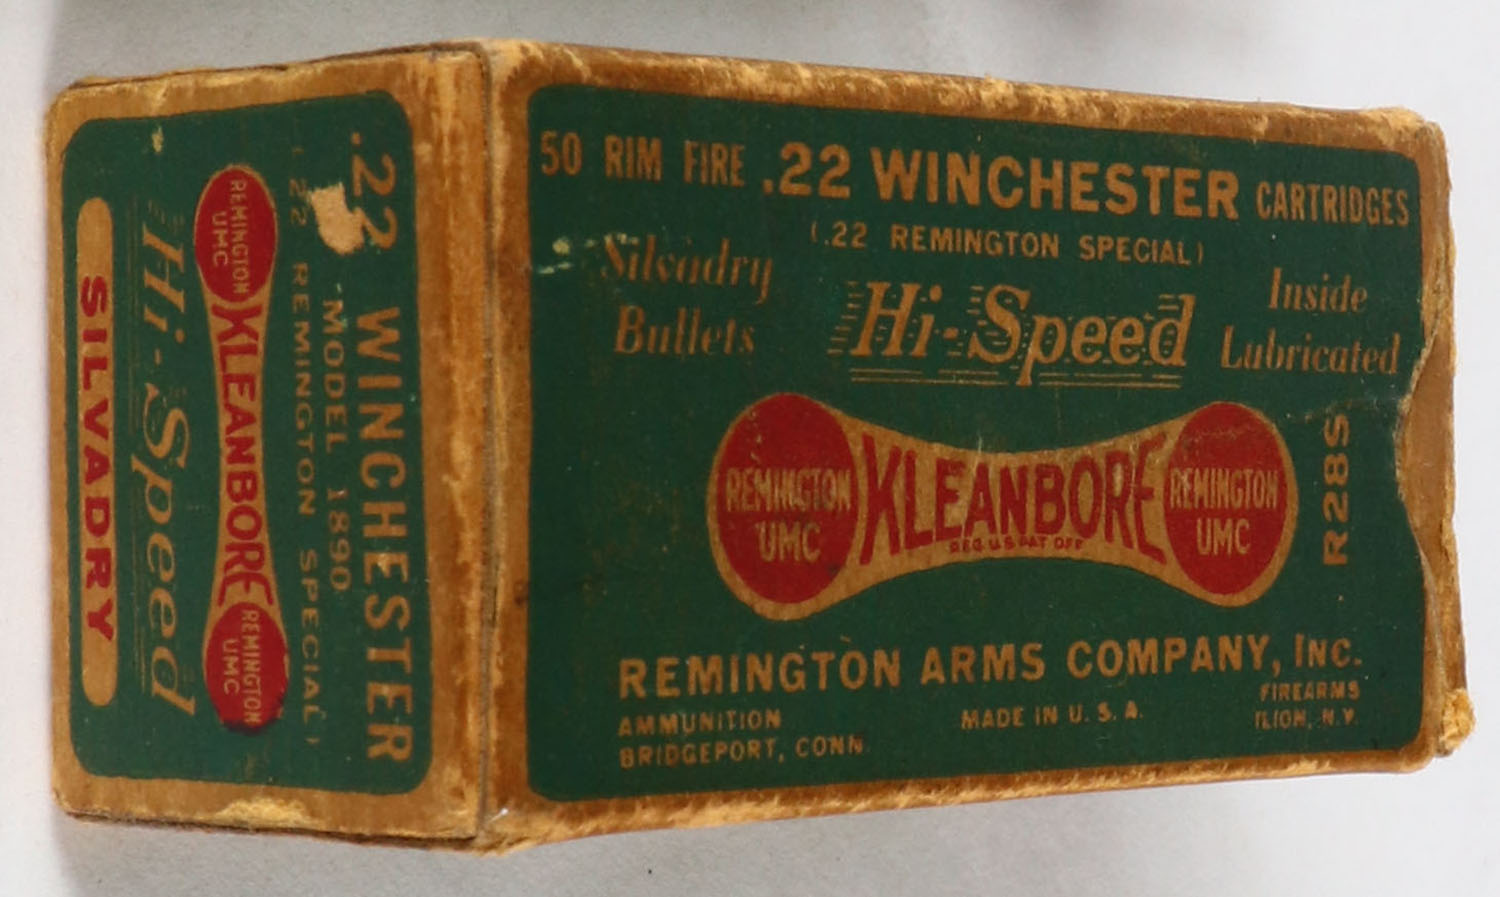 .22 WINCHESTER
-MODEL 1890
(.22 REMINGTON SPECIAL)
REMINGTON
UMC
KLEANBORE
REMINGTON
UMC
Hi-Speed
SILVADRY
50 RIM FIRE .22 WINCHESTER CARTRIDGES
(.22 REMINGTON SPECIAL)
Silvadry
Bullets
Hi-Speed
Inside
Lubricated
REMINGTON
UMC
KLEANBORE
REG. U.S. PAT. OFF.
REMINGTON
UMC
R28S
REMINGTON ARMS COMPANY, INC.
AMMUNITION
BRIDGEPORT, CONN.
MADE IN U.S.A.
FIREARMS
ILION, N.Y.